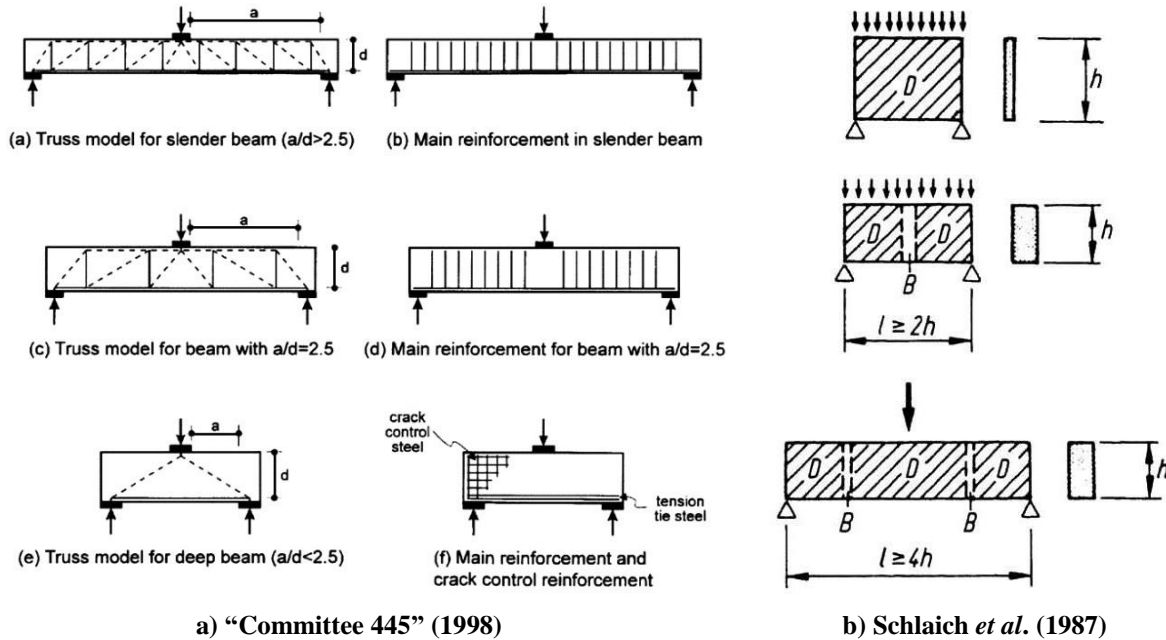 a
d
(a) Truss model for slender beam (a/d>2.5)
(b) Main reinforcement in slender beam
a
d
(c) Truss model for beam with a/d=2.5
(d) Main reinforcement for beam with a/d=2.5
a
d
(e) Truss model for deep beam (a/d<2.5)
crack
control
steel
tension
tie steel
(f) Main reinforcement and
crack control reinforcement
a) “Committee 445” (1998)
D
h
D
D
B
h
l ≥ 2h
D
D
D
B
B
h
l ≥ 4h
b) Schlaich et al. (1987)